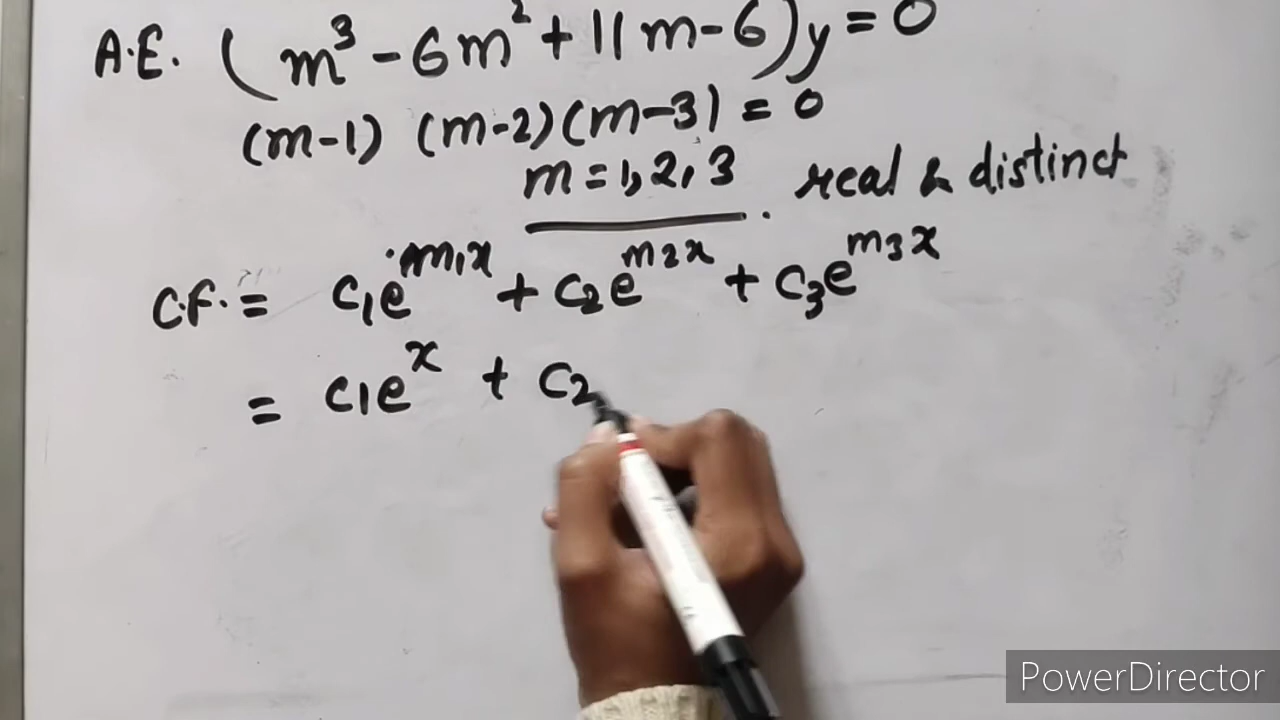 A.E. (m³-6m²+11m-6)y=0
(m-1) (m-2)(m-3)=0
m=1,2,3. real & distinct
C.F.= c₁e^m₁x + c₂e^m₂x + c₃e^m₃x
= c₁e^x + c₂
PowerDirector